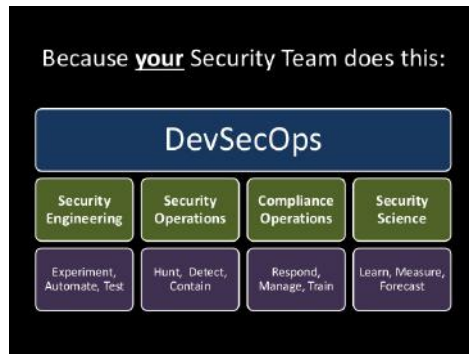 Because your Security Team does this:
DevSecOps
Security
Engineering
Security
Operations
Compliance
Operations
Security
Science
Experiment,
Automate, Test
Hunt, Detect,
Contain
Respond,
Manage, Train
Learn, Measure,
Forecast